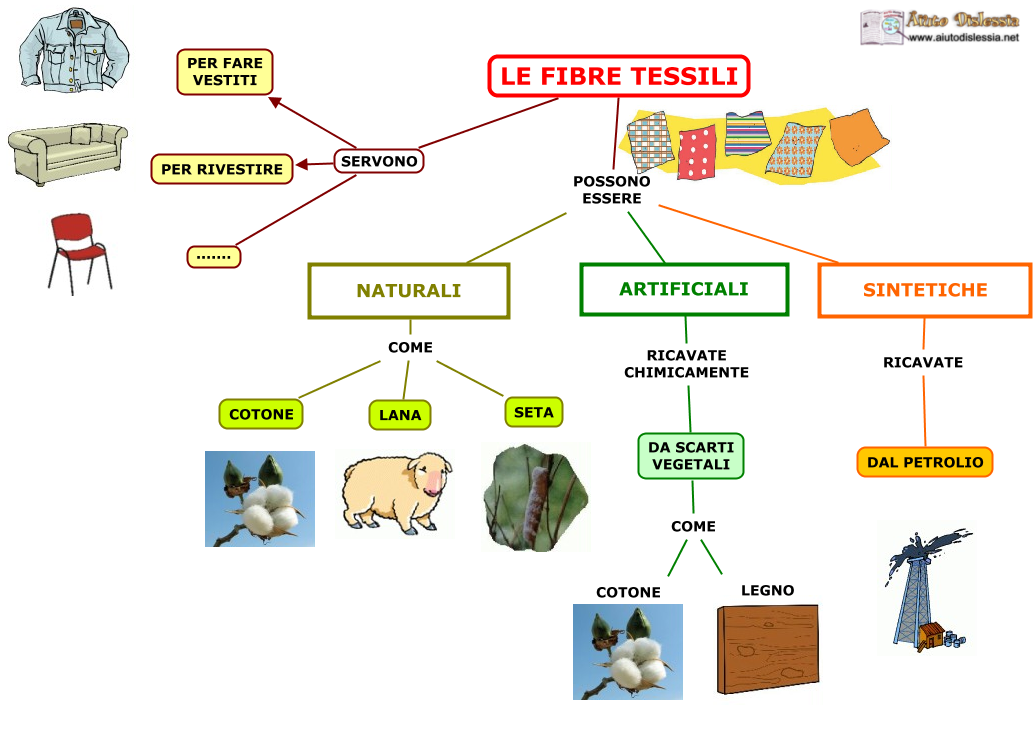 Aiuto Dislessia
www.aiutodislessia.net
LE FIBRE TESSILI
PER FARE
VESTITI
SERVONO
PER RIVESTIRE
.......
POSSONO
ESSERE
NATURALI
ARTIFICIALI
SINTETICHE
COME
RICAVATE
CHIMICAMENTE
RICAVATE
COTONE
LANA
SETA
DA SCARTI
VEGETALI
DAL PETROLIO
COME
COTONE
LEGNO